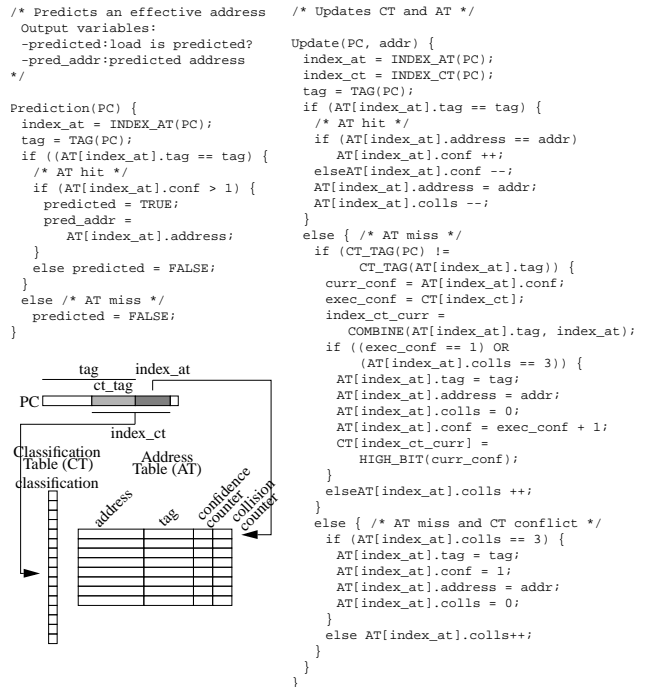 /* Predicts an effective address
Output variables:
-predicted:load is predicted?
-pred_addr:predicted address
*/
Prediction(PC) {
index_at = INDEX_AT(PC);
tag = TAG(PC);
if ((AT[index_at].tag == tag) {
/* AT hit */
if (AT[index_at].conf > 1) {
predicted = TRUE;
pred_addr =
AT[index_at].address;
}
else predicted = FALSE;
}
else /* AT miss */
predicted = FALSE;
}
tag
index_at
ct_tag
PC
index_ct
Classification
Table (CT)
classification
Address
Table (AT)
address
tag
confidence
counter
collision
counter
/* Updates CT and AT */
Update(PC, addr) {
index_at = INDEX_AT(PC);
index_ct = INDEX_CT(PC);
tag = TAG(PC);
if (AT[index_at].tag == tag) {
/* AT hit */
if (AT[index_at].address == addr)
AT[index_at].conf ++;
elseAT[index_at].conf --;
AT[index_at].address = addr;
AT[index_at].colls --;
}
else { /* AT miss */
if (CT_TAG(PC) !=
CT_TAG(AT[index_at].tag)) {
curr_conf = AT[index_at].conf;
exec_conf = CT[index_ct];
index_ct_curr =
COMBINE(AT[index_at].tag, index_at);
if ((exec_conf == 1) OR
(AT[index_at].colls == 3)) {
AT[index_at].tag = tag;
AT[index_at].address = addr;
AT[index_at].colls = 0;
AT[index_at].conf = exec_conf + 1;
CT[index_ct_curr] =
HIGH_BIT(curr_conf);
}
elseAT[index_at].colls ++;
}
else { /* AT miss and CT conflict */
if (AT[index_at].colls == 3) {
AT[index_at].tag = tag;
AT[index_at].conf = 1;
AT[index_at].address = addr;
AT[index_at].colls = 0;
}
else AT[index_at].colls++;
}
}
}